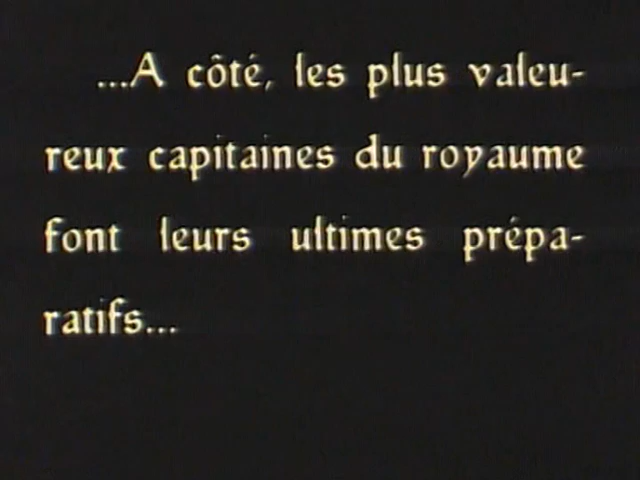 ...A côté, les plus valeu-
reux capitaines du royaume
font leurs ultimes prépa-
ratifs...